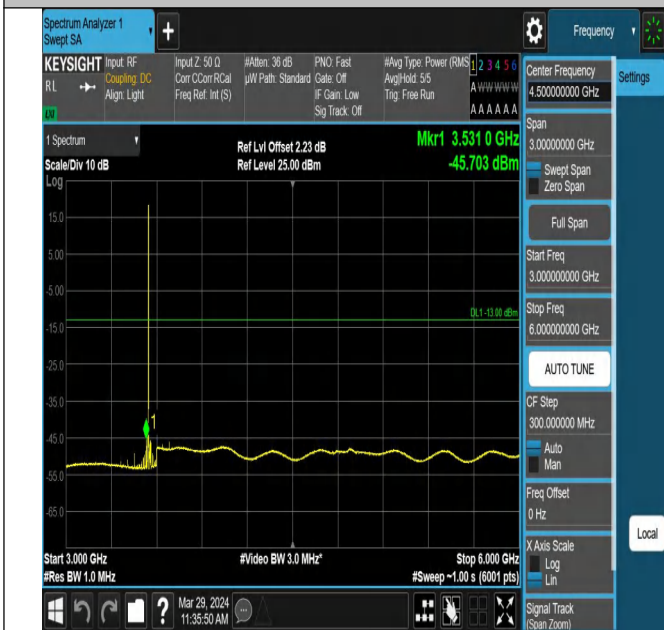 Spectrum Analyzer 1
Swept SA
+
Frequency
KEYSIGHT
RL
LXI
Input: RF
Coupling: DC
Align: Light
Input Z: 50 Ω
Corr CCorr RCal
Freq Ref: Int (S)
#Atten: 36 dB
µW Path: Standard
PNO: Fast
Gate: Off
IF Gain: Low
Sig Track: Off
#Avg Type: Power (RMS
Avg|Hold: 5/5
Trig: Free Run
1 2 3 4 5 6
A W W W W W
A A A A A A
1 Spectrum
Scale/Div 10 dB
Log
Ref Lvl Offset 2.23 dB
Ref Level 25.00 dBm
Mkr1 3.531 0 GHz
-45.703 dBm
15.0
5.00
-5.00
-15.0
-25.0
-35.0
-45.0
-55.0
-65.0
DL1 -13.00 dBm
1
Start 3.000 GHz
#Res BW 1.0 MHz
#Video BW 3.0 MHz*
Stop 6.000 GHz
#Sweep ~1.00 s (6001 pts)
?
Mar 29, 2024
11:35:50 AM
Center Frequency
4.500000000 GHz
Settings
Span
3.00000000 GHz
Swept Span
Zero Span
Full Span
Start Freq
3.000000000 GHz
Stop Freq
6.000000000 GHz
AUTO TUNE
CF Step
300.000000 MHz
Auto
Man
Freq Offset
0 Hz
X Axis Scale
Log
Lin
Local
Signal Track
(Span Zoom)